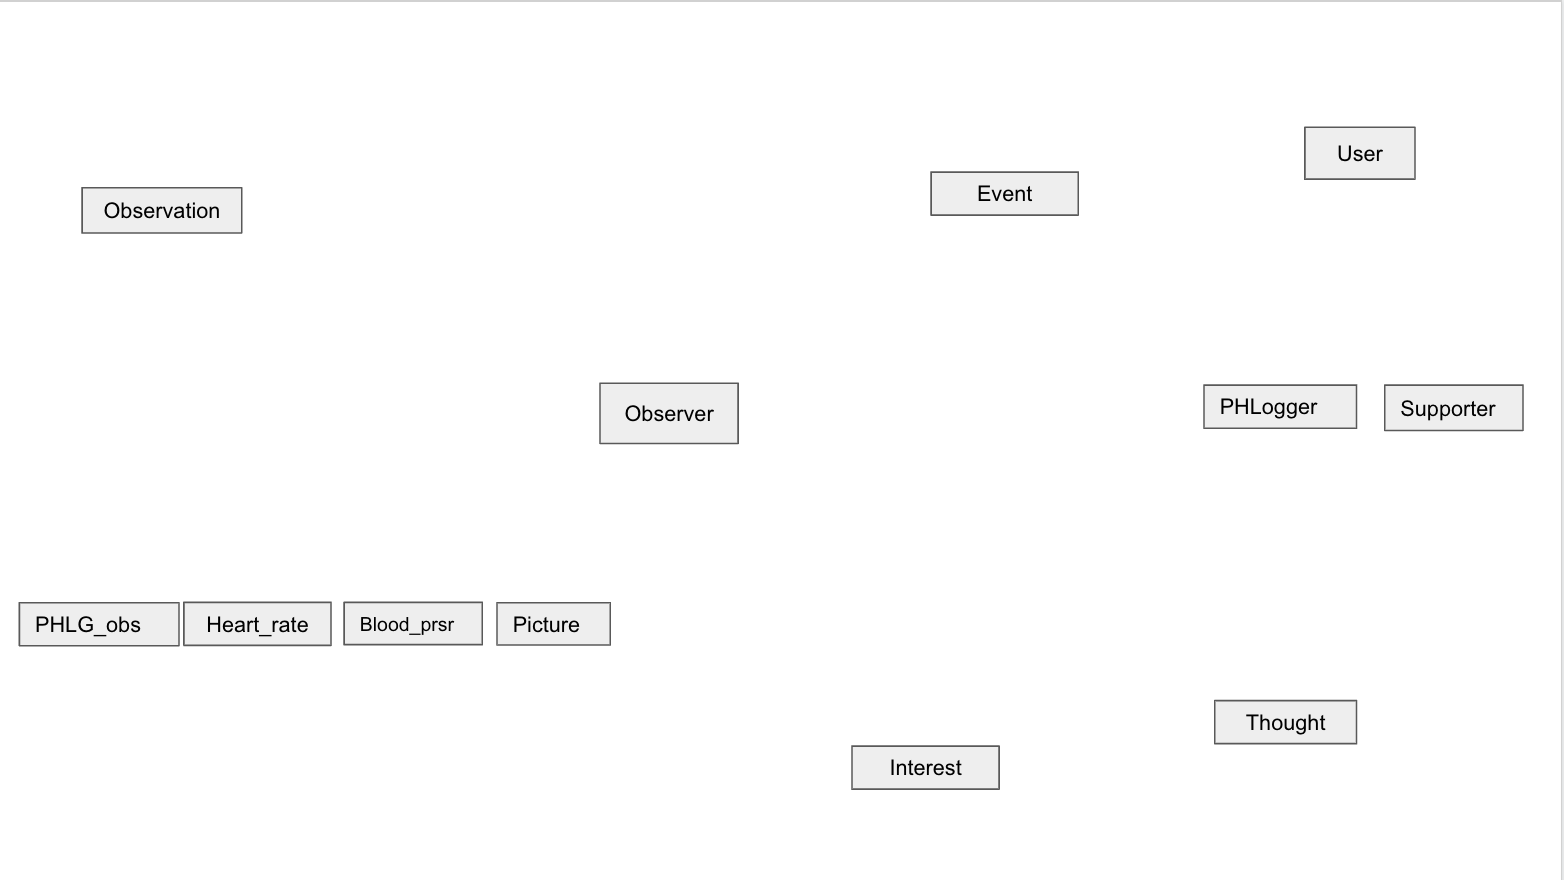 User
Event
Observation
Observer
PHLogger
Supporter
PHLG_obs
Heart_rate
Blood_prsr
Picture
Thought
Interest